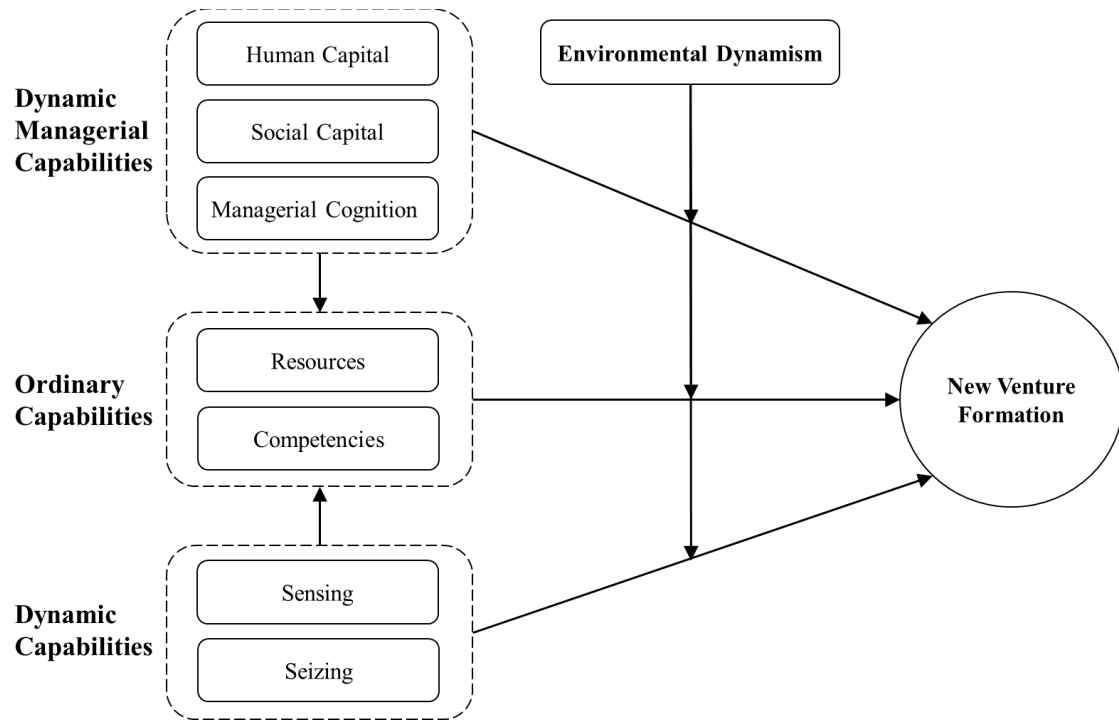 Dynamic
Managerial
Capabilities
Human Capital
Social Capital
Managerial Cognition
Environmental Dynamism
Ordinary
Capabilities
Resources
Competencies
New Venture
Formation
Dynamic
Capabilities
Sensing
Seizing